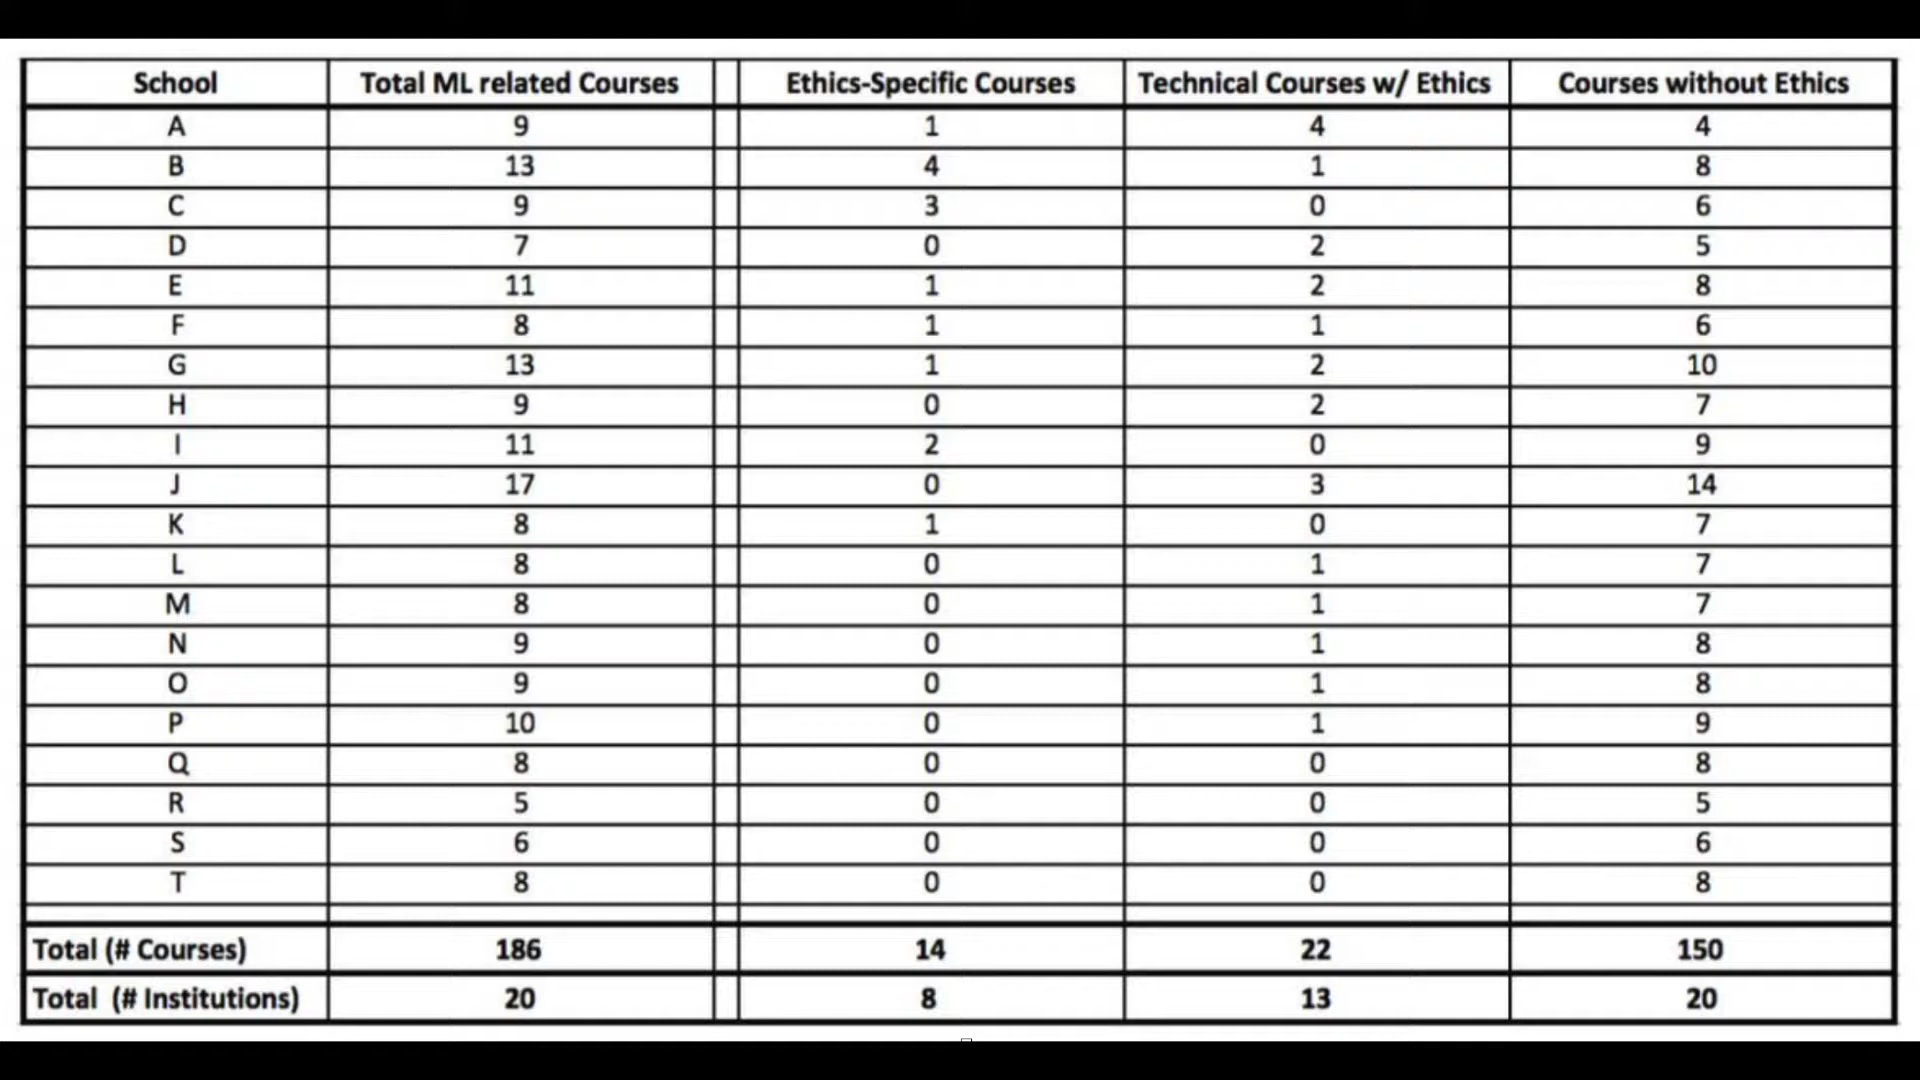 School Total ML related Courses Ethics-Specific Courses Technical Courses w/ Ethics Courses without Ethics
A 9 1 4 4
B 13 4 1 8
C 9 3 0 6
D 7 0 2 5
E 11 1 2 8
F 8 1 1 6
G 13 1 2 10
H 9 0 2 7
I 11 2 0 9
J 17 0 3 14
K 8 1 0 7
L 8 0 1 7
M 8 0 1 7
N 9 0 1 8
O 9 0 1 8
P 10 0 1 9
Q 8 0 0 8
R 5 0 0 5
S 6 0 0 6
T 8 0 0 8
Total (# Courses) 186 14 22 150
Total (# Institutions) 20 8 13 20